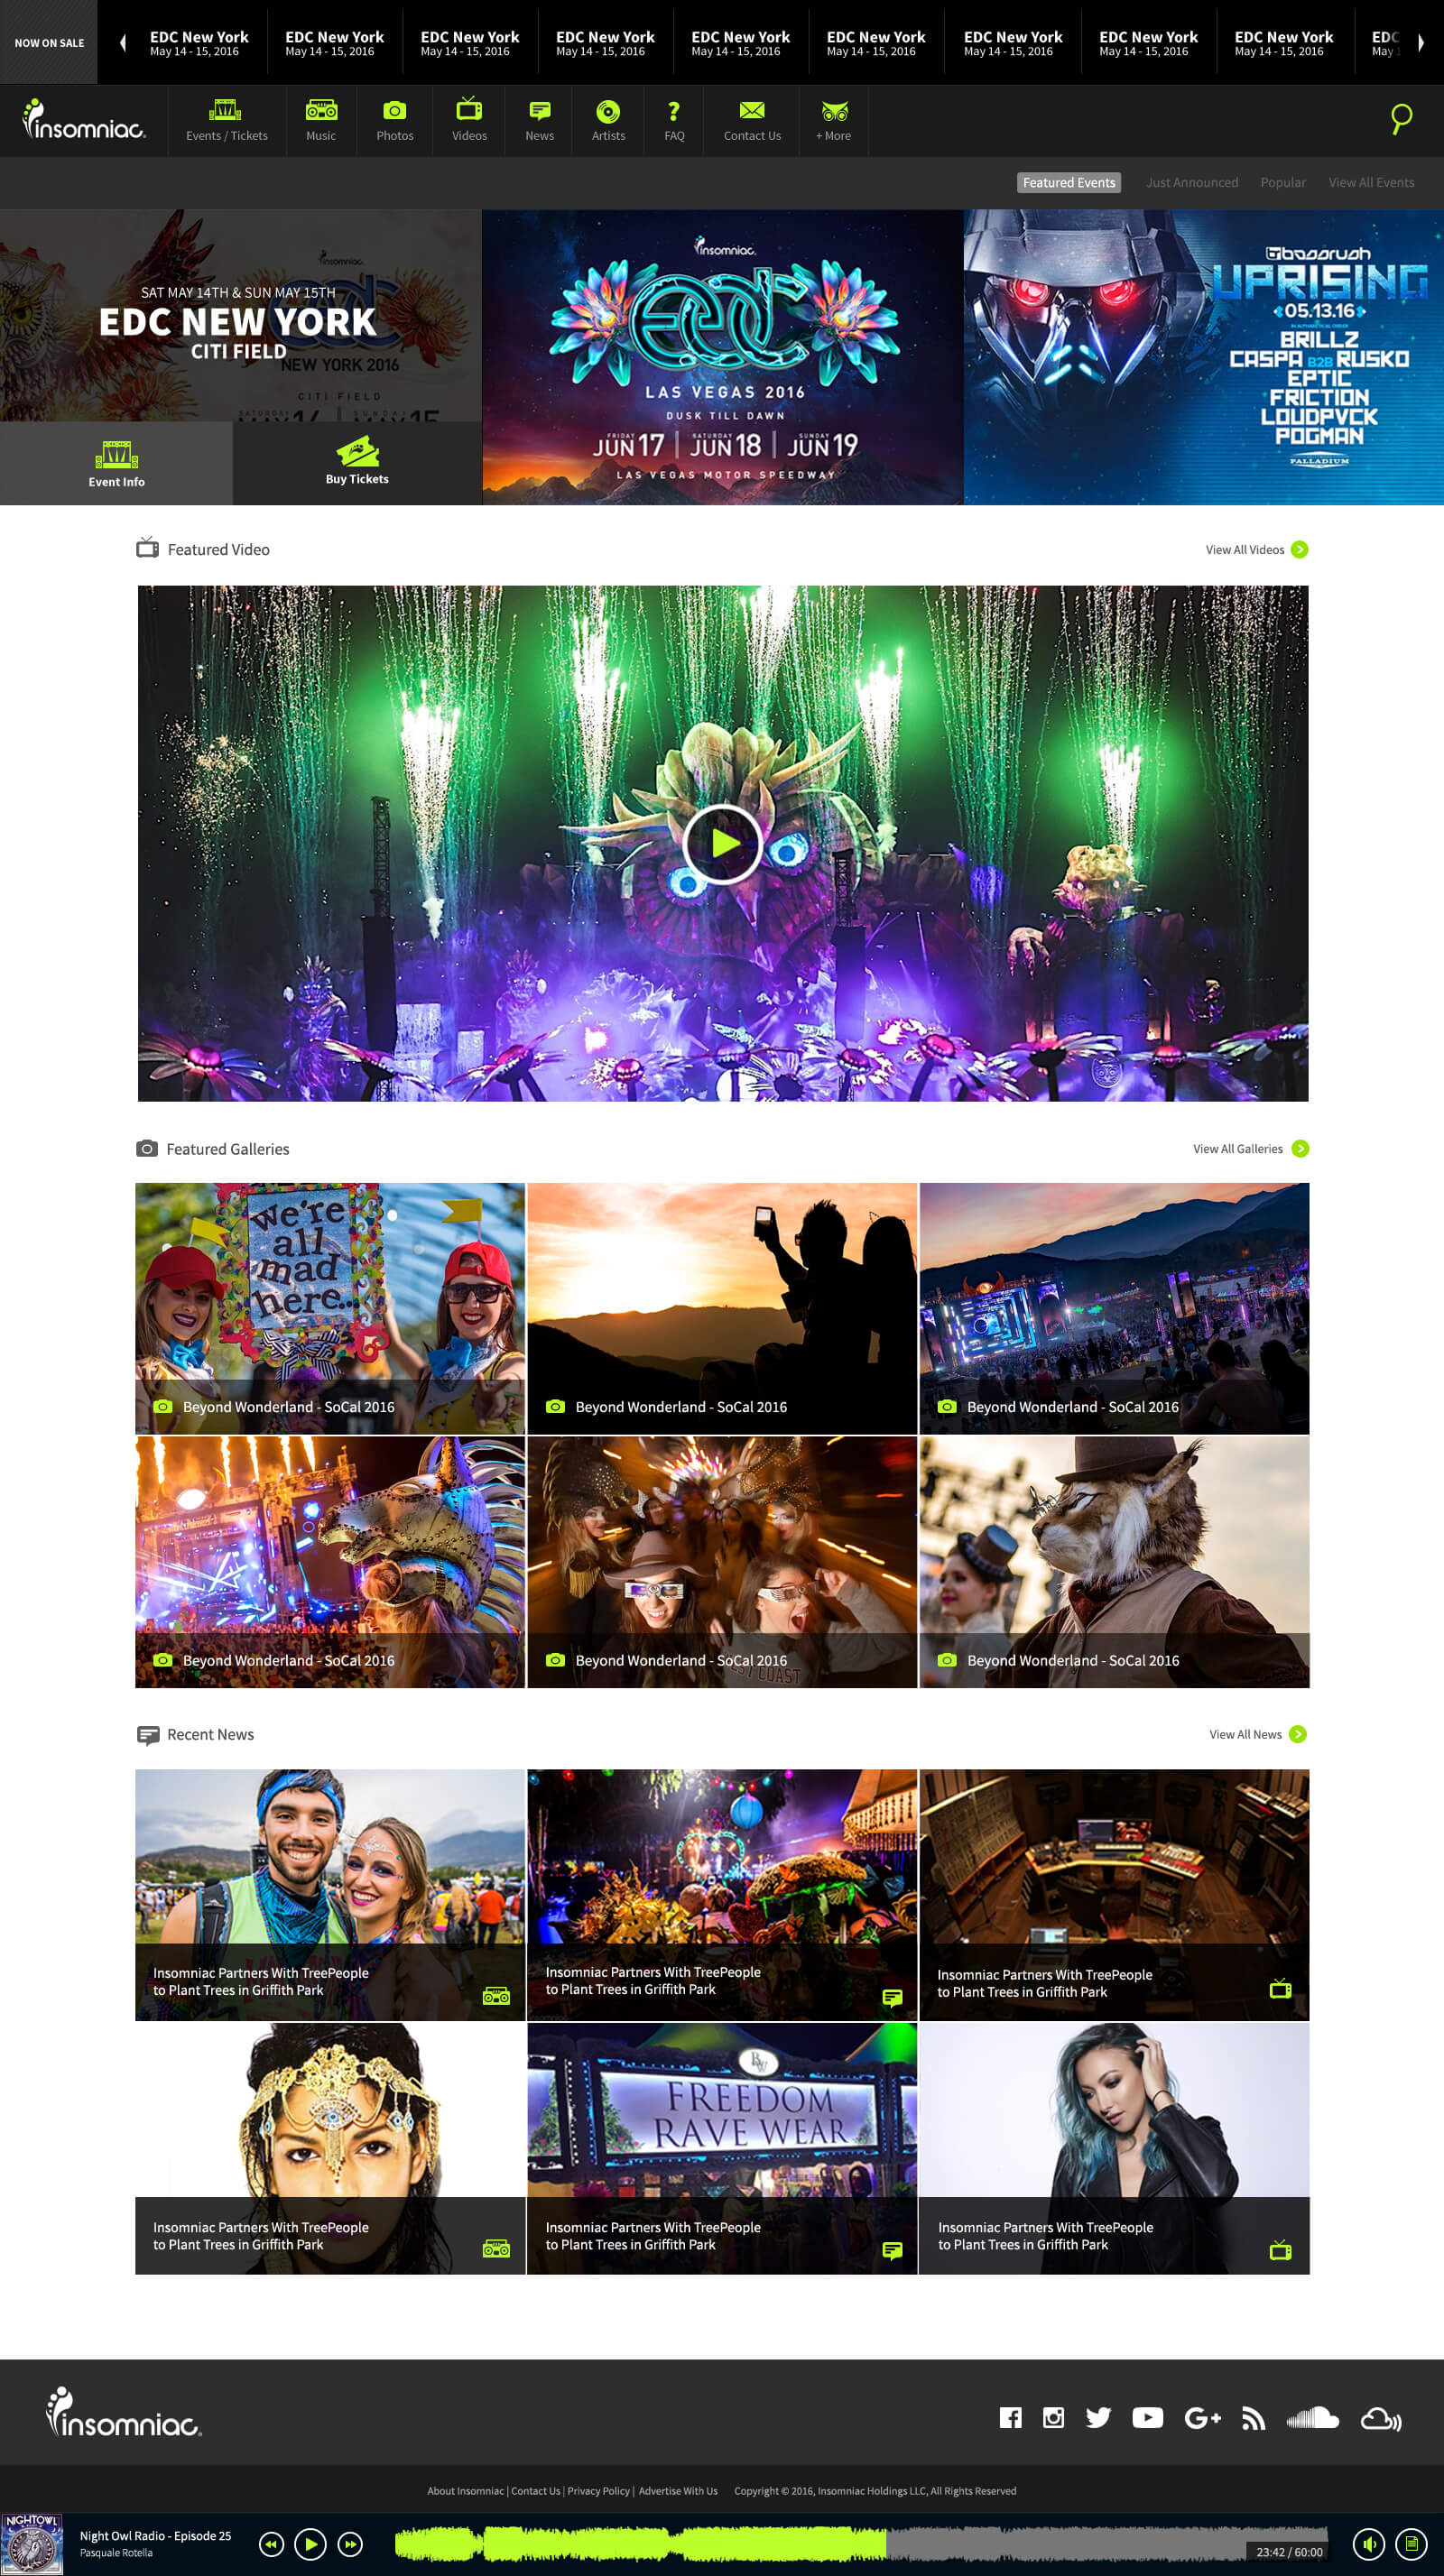 NOW ON SALE
EDC New York
May 14 - 15, 2016
EDC New York
May 14 - 15, 2016
EDC New York
May 14 - 15, 2016
EDC New York
May 14 - 15, 2016
EDC New York
May 14 - 15, 2016
EDC New York
May 14 - 15, 2016
EDC New York
May 14 - 15, 2016
EDC New York
May 14 - 15, 2016
EDC New York
May 14 - 15, 2016
EDC
May 1
insomniac
Events / Tickets
Music
Photos
Videos
News
Artists
FAQ
Contact Us
+ More
Featured Events
Just Announced
Popular
View All Events
insomniac
SAT MAY 14TH & SUN MAY 15TH
EDC NEW YORK
CITI FIELD
NEW YORK 2016
CITI FIELD
SATURDAY SUNDAY
MAY 14 MAY 15
Event Info
Buy Tickets
insomniac
edc
LAS VEGAS 2016
DUSK TILL DAWN
FRIDAY SATURDAY SUNDAY
JUN 17 | JUN 18 | JUN 19
LAS VEGAS MOTOR SPEEDWAY
bassrush
UPRISING
05.13.16
IN ALPHABETICAL ORDER
BRILLZ
CASPA B2B RUSKO
EPTIC
FRICTION
LOUDPVCK
POGMAN
PALLADIUM
Featured Video
View All Videos
Featured Galleries
View All Galleries
we're
all
mad
here..
Beyond Wonderland - SoCal 2016
Beyond Wonderland - SoCal 2016
Beyond Wonderland - SoCal 2016
Beyond Wonderland - SoCal 2016
Beyond Wonderland - SoCal 2016
COAST
Beyond Wonderland - SoCal 2016
Recent News
View All News
Insomniac Partners With TreePeople
to Plant Trees in Griffith Park
Insomniac Partners With TreePeople
to Plant Trees in Griffith Park
Insomniac Partners With TreePeople
to Plant Trees in Griffith Park
Insomniac Partners With TreePeople
to Plant Trees in Griffith Park
FREEDOM
RAVE WEAR
Insomniac Partners With TreePeople
to Plant Trees in Griffith Park
Insomniac Partners With TreePeople
to Plant Trees in Griffith Park
insomniac
About Insomniac | Contact Us | Privacy Policy | Advertise With Us Copyright © 2016, Insomniac Holdings LLC, All Rights Reserved
NIGHTOWL
Night Owl Radio - Episode 25
Pasquale Rotella
23:42 / 60:00